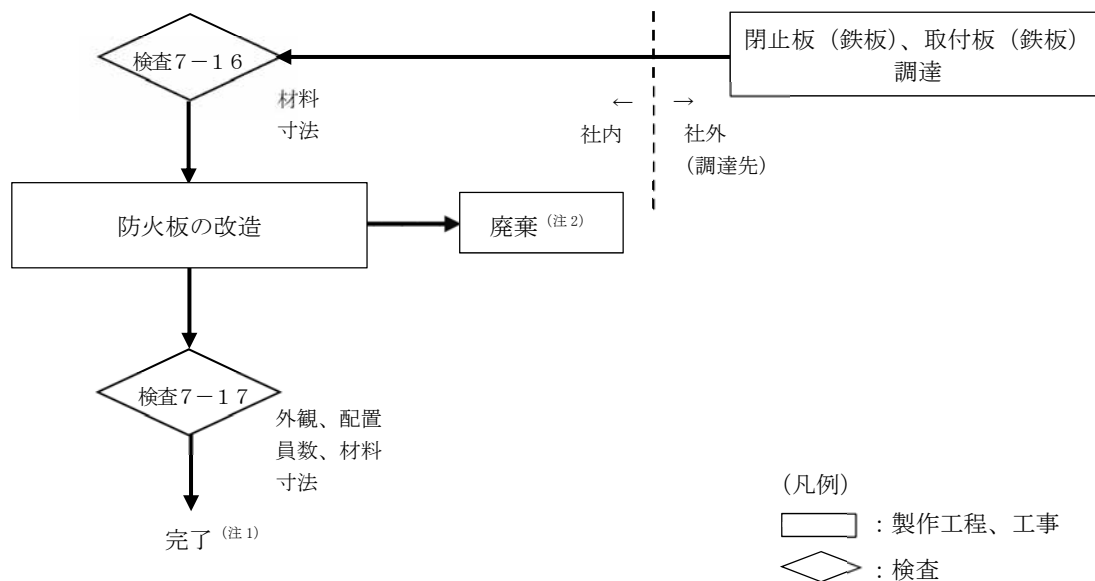 閉止板（鉄板）、取付板（鉄板）
調達
検査７－１６
材料
寸法
←
社内
→
社外
(調達先)
防火板の改造
廃棄（注２）
検査７－１７
外観、配置
員数、材料
寸法
完了（注１）
(凡例)
：製作工程、工事
：検査